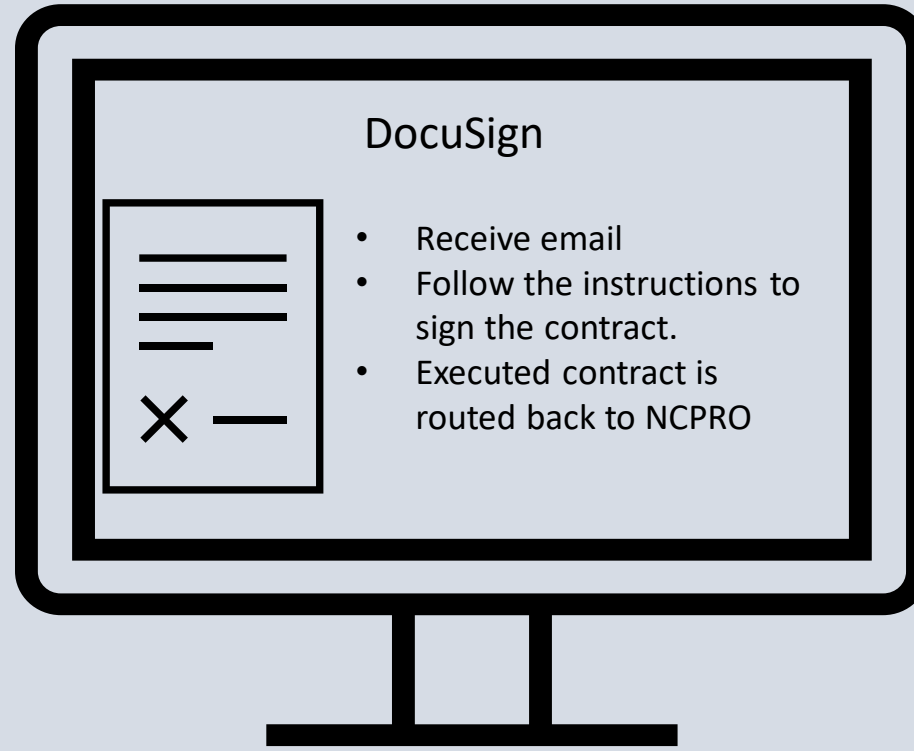 DocuSign
• Receive email
• Follow the instructions to
sign the contract.
• Executed contract is
routed back to NCPRO